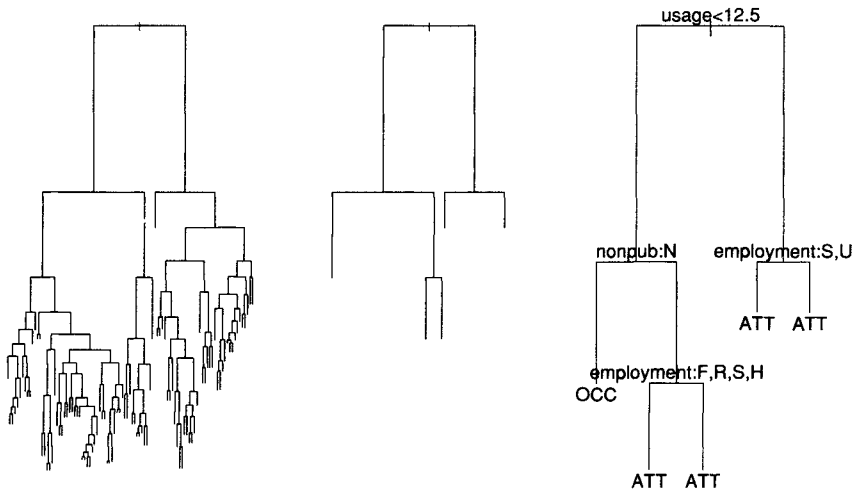 usage<12.5
nonpub:N
employment:S,U
ATT ATT
employment:F,R,S,H
OCC
ATT ATT